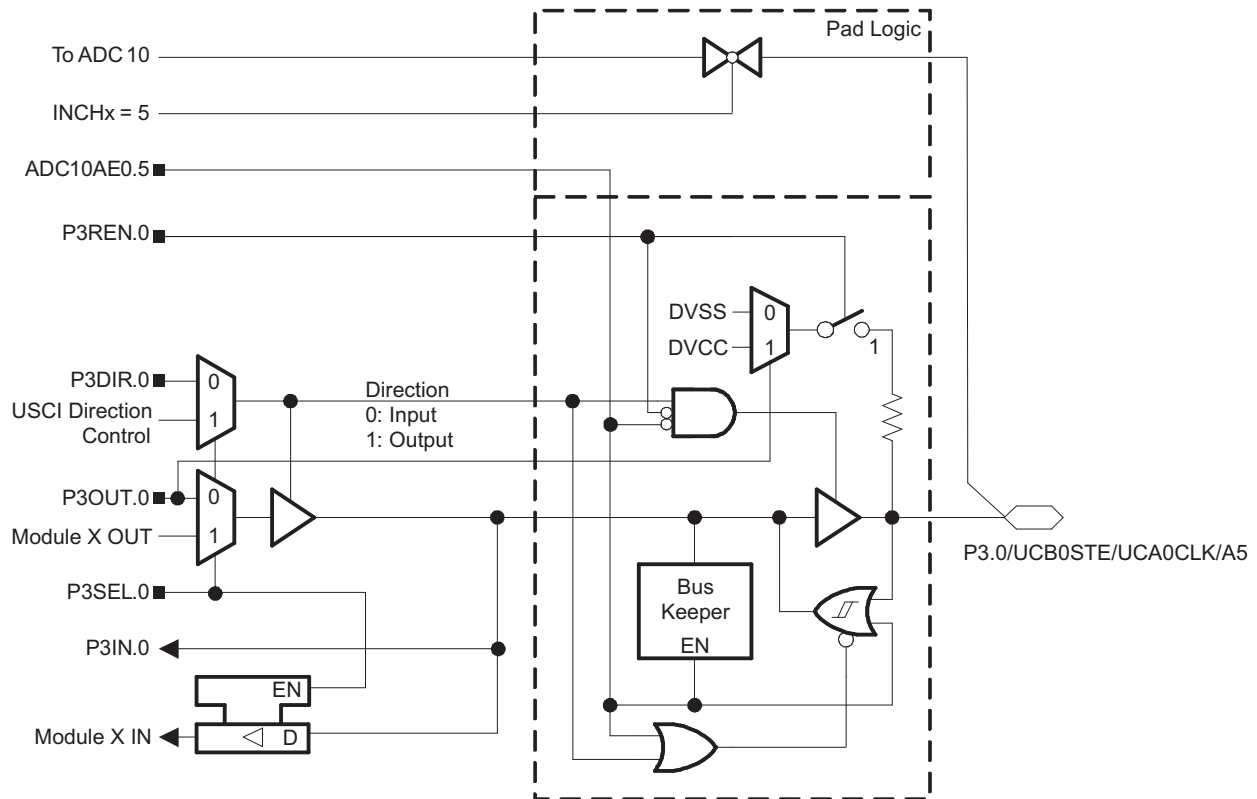 Pad Logic
To ADC 10
INCHx = 5
ADC10AE0.5
P3REN.0
DVSS
0
DVCC
1
1
P3DIR.0
0
USCI Direction
Control
1
Direction
0: Input
1: Output
P3OUT.0
0
Module X OUT
1
P3.0/UCB0STE/UCA0CLK/A5
P3SEL.0
Bus
Keeper
EN
P3IN.0
EN
Module X IN
D